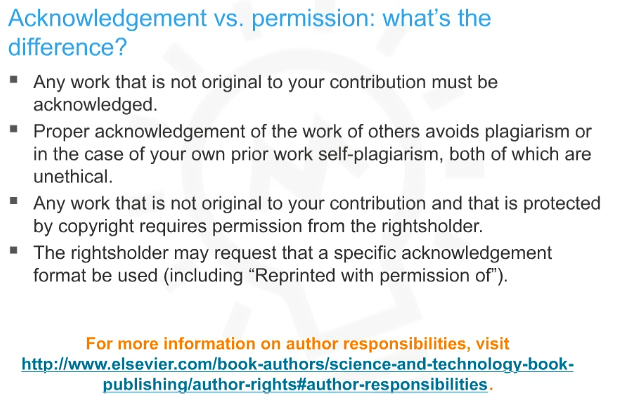 Acknowledgement vs. permission: what's the
difference?
▪ Any work that is not original to your contribution must be
acknowledged.
▪ Proper acknowledgement of the work of others avoids plagiarism or
in the case of your own prior work self-plagiarism, both of which are
unethical.
▪ Any work that is not original to your contribution and that is protected
by copyright requires permission from the rightsholder.
▪ The rightsholder may request that a specific acknowledgement
format be used (including “Reprinted with permission of”).
For more information on author responsibilities, visit
http://www.elsevier.com/book-authors/science-and-technology-book-
publishing/author-rights#author-responsibilities.